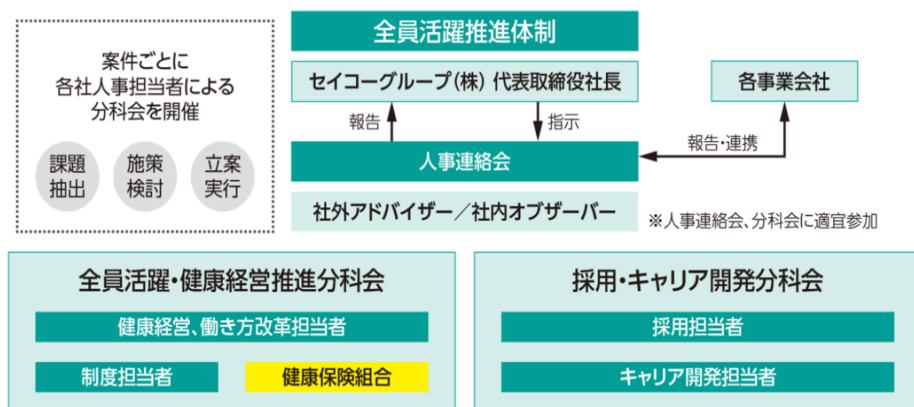 全員活躍推進体制
案件ごとに
各社人事担当者による
分科会を開催
課題
抽出
施策
検討
立案
実行
セイコーグループ(株) 代表取締役社長
各事業会社
報告
指示
人事連絡会
報告・連携
社外アドバイザー／社内オブザーバー
※人事連絡会、分科会に適宜参加
全員活躍・健康経営推進分科会
健康経営、働き方改革担当者
制度担当者
健康保険組合
採用・キャリア開発分科会
採用担当者
キャリア開発担当者